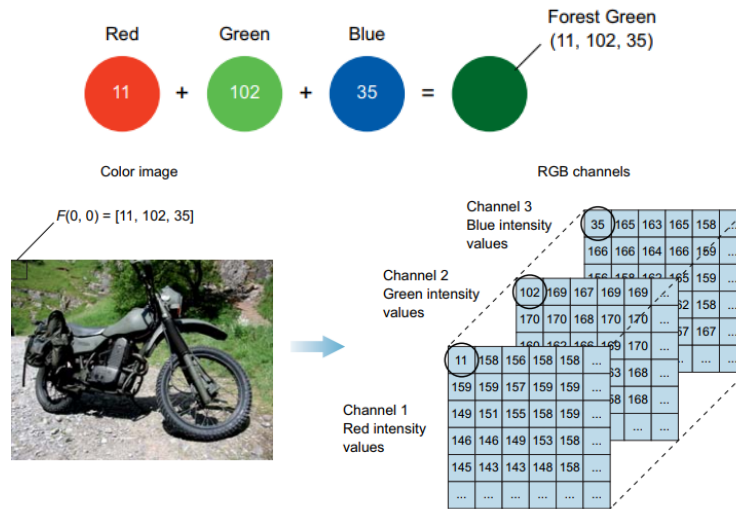 Forest Green
(11, 102, 35)
Red Green Blue
11 + 102 + 35 =
Color image
RGB channels
F(0, 0) = [11, 102, 35]
Channel 3
Blue intensity
values
35 165 163 165 158 ...
166 166 164 166 159 ...
Channel 2
Green intensity
values
102 169 167 169 169 ...
170 170 168 170 170 ...
Channel 1
Red intensity
values
11 158 156 158 158 ...
159 159 157 159 159 ...
149 151 155 158 159 ...
146 146 149 153 158 ...
145 143 143 148 158 ...
... ... ... ... ... ...